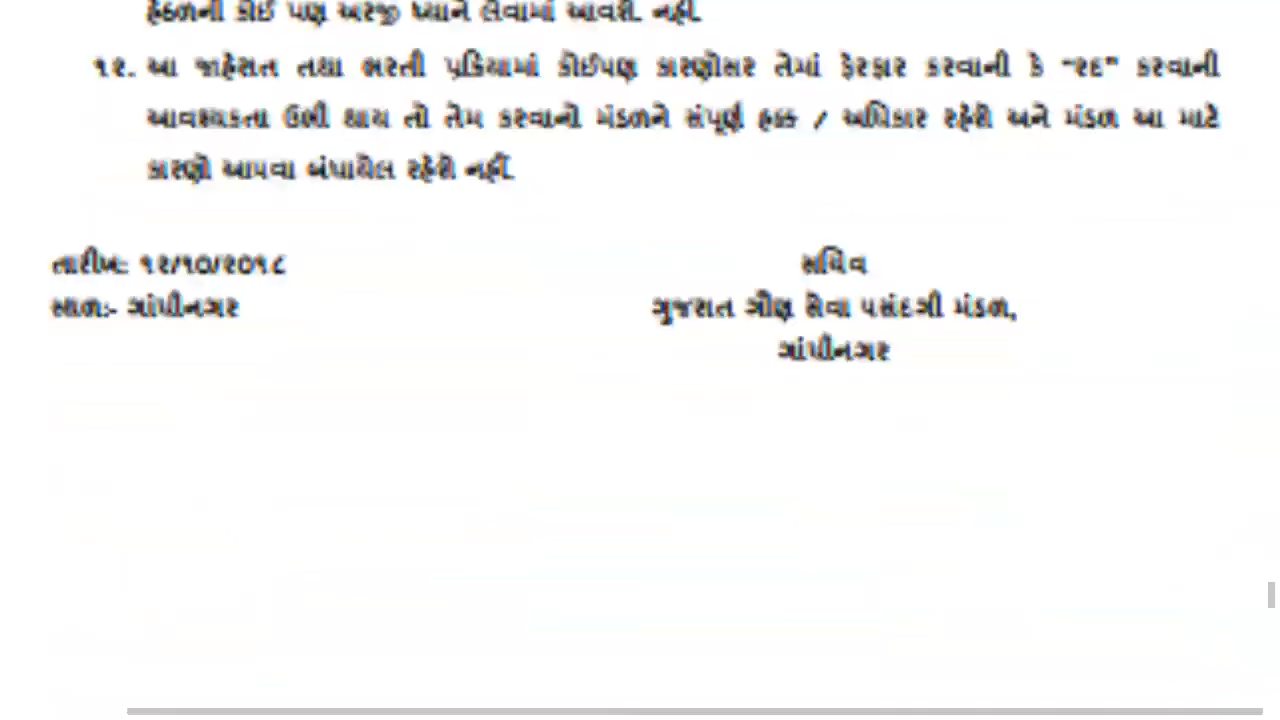 હેઠળની કોઈ પણ અરજી ધ્યાને લેવામાં આવશે. નહીં.
૧૨. આ જાહેરાત તથા ભરતી પ્રક્રિયામાં કોઈપણ કારણોસર તેમાં ફેરફાર કરવાની કે “રદ” કરવાની
આવશ્યકતા ઉભી થાય તો તેમ કરવાનો મંડળને સંપૂર્ણ હક્ક / અધિકાર રહેશે અને મંડળ આ માટે
કારણો આપવા બંધાયેલ રહેશે નહીં.
તારીખ: ૧૨/૧૦/૨૦૧૮
સચિવ
સ્થળ:- ગાંધીનગર
ગુજરાત ગૌણ સેવા પસંદગી મંડળ,
ગાંધીનગર